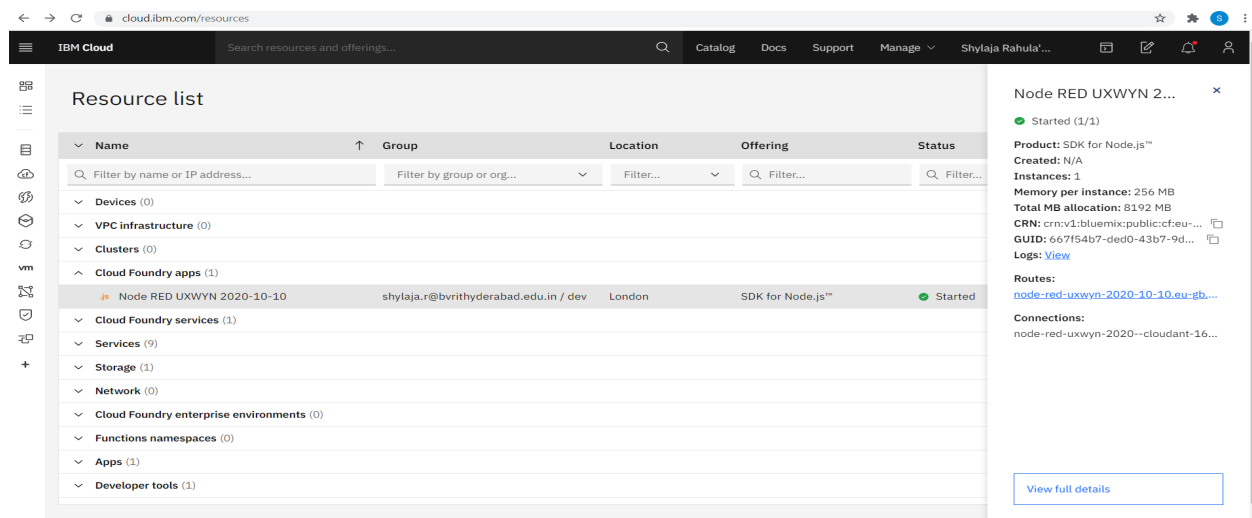 cloud.ibm.com/resources
S
IBM Cloud
Search resources and offerings...
Catalog
Docs
Support
Manage
Shylaja Rahula'...
Resource list
Name
Group
Location
Offering
Status
Filter by name or IP address...
Filter by group or org...
Filter...
Filter...
Filter...
Devices (0)
VPC infrastructure (0)
Clusters (0)
Cloud Foundry apps (1)
JS Node RED UXWYN 2020-10-10 shylaja.r@bvrithyderabad.edu.in / dev London SDK for Node.js™ Started
Cloud Foundry services (1)
Services (9)
Storage (1)
Network (0)
Cloud Foundry enterprise environments (0)
Functions namespaces (0)
Apps (1)
Developer tools (1)
vm
Node RED UXWYN 2...
Started (1/1)
Product: SDK for Node.js™
Created: N/A
Instances: 1
Memory per instance: 256 MB
Total MB allocation: 8192 MB
CRN: crn:v1:bluemix:public:cf:eu-...
GUID: 667f54b7-ded0-43b7-9d...
Logs: View
Routes:
node-red-uxwyn-2020-10-10.eu-gb....
Connections:
node-red-uxwyn-2020--cloudant-16...
View full details